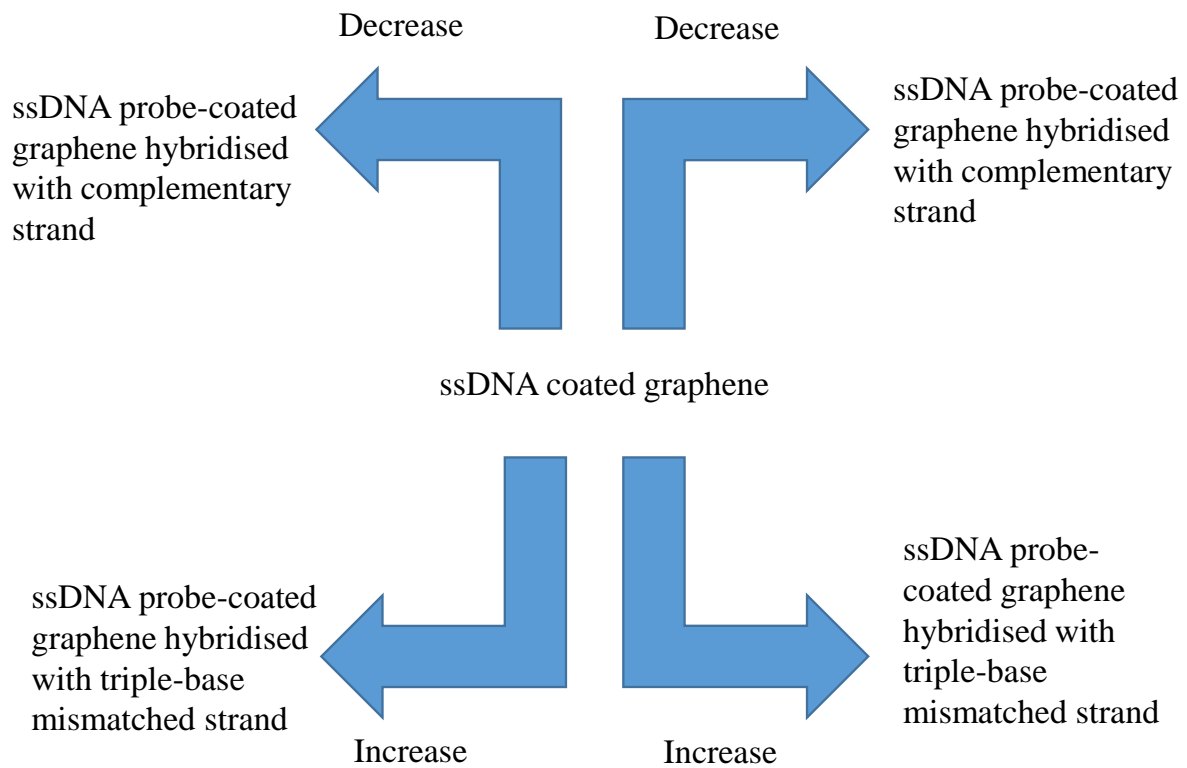 Decrease
Decrease
ssDNA probe-coated
graphene hybridised
with complementary
strand
ssDNA probe-coated
graphene hybridised
with complementary
strand
ssDNA coated graphene
ssDNA probe-coated
graphene hybridised
with triple-base
mismatched strand
ssDNA probe-
coated graphene
hybridised with
triple-base
mismatched strand
Increase
Increase